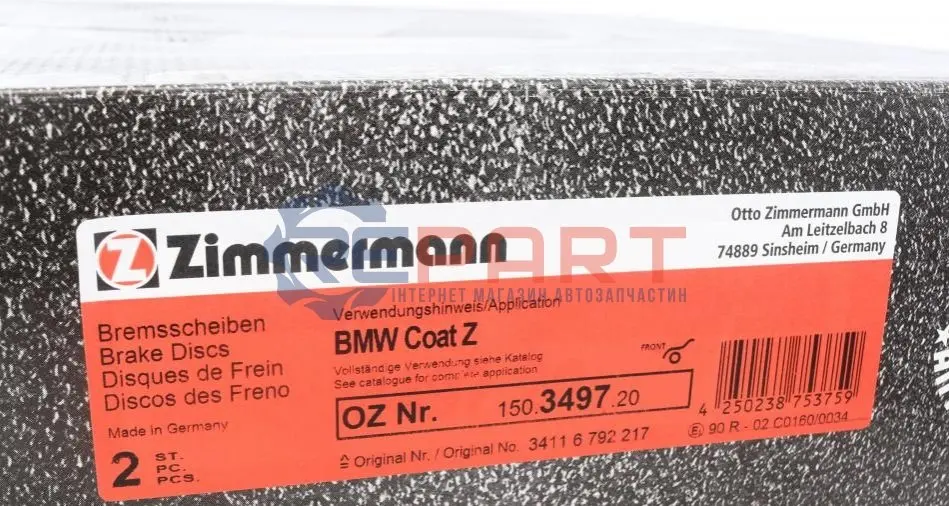 Zimmermann
Otto Zimmermann GmbH
Am Leitzelbach 8
74889 Sinsheim / Germany
PART
ІНТЕРНЕТ МАГАЗИН АВТОЗАПЧАСТИН
Bremsscheiben
Brake Discs
Disques de Frein
Discos des Freno
Made in Germany
2 ST.
PC.
PCS.
Verwendungshinweis/Application
BMW Coat Z
Vollständige Verwendung siehe Katalog
See catalogue for complete application
OZ Nr. 150.3497.20
Original Nr. / Original No. 3411 6 792 217
FRONT
4 250238 753759
90 R - 02 C0160/0034